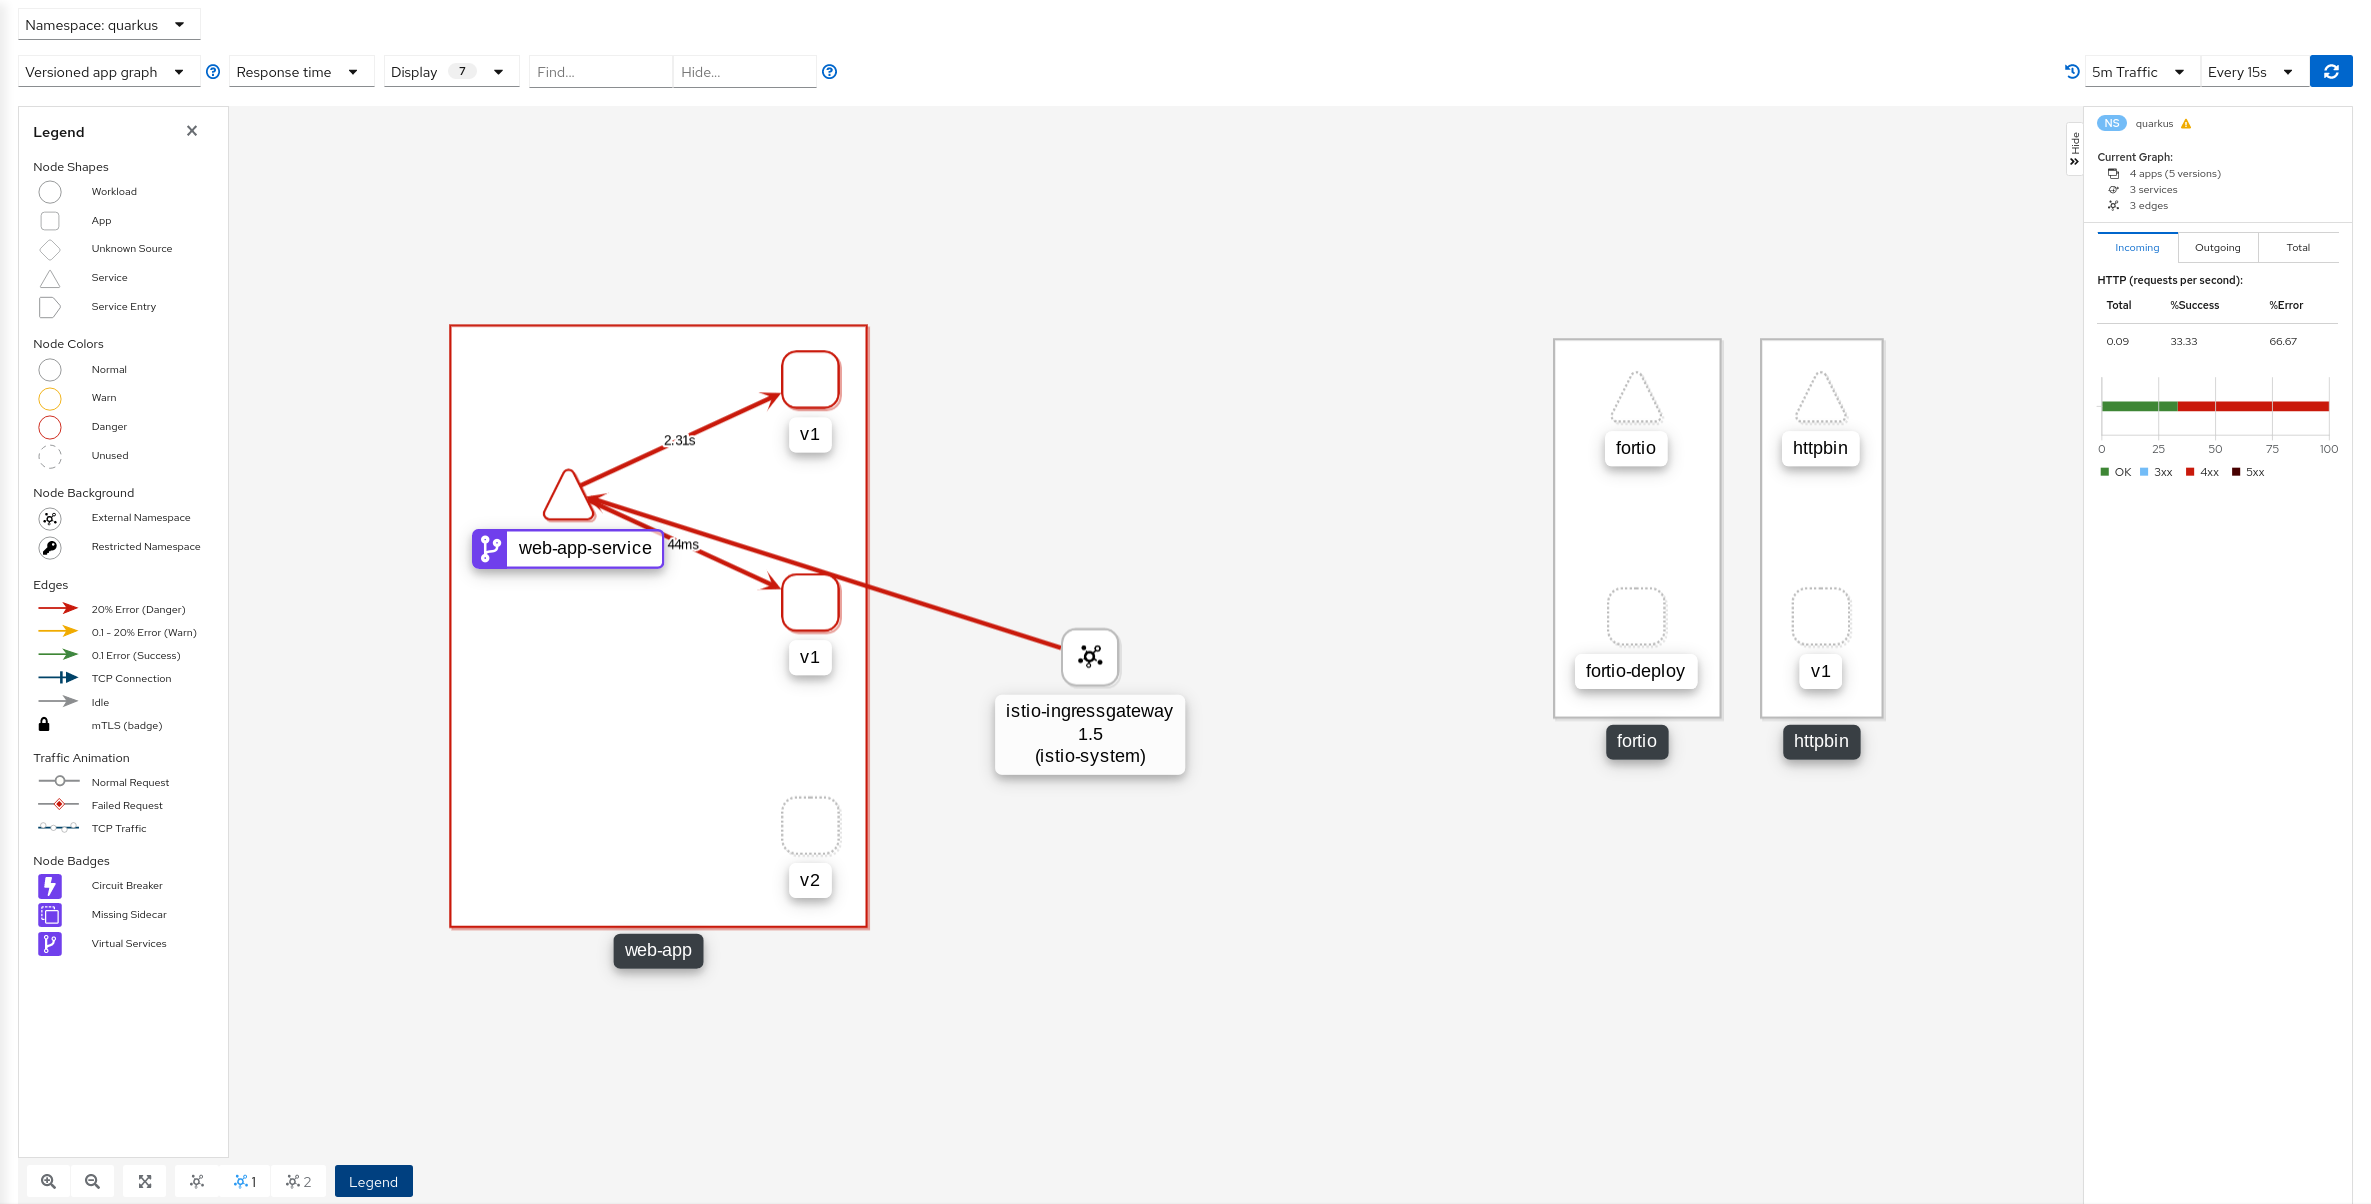 Namespace: quarkus
Versioned app graph
Response time
Display 7
Find...
Hide...
5m Traffic
Every 15s
Legend
Node Shapes
Workload
App
Unknown Source
Service
Service Entry
Node Colors
Normal
Warn
Danger
Unused
Node Background
External Namespace
Restricted Namespace
Edges
20% Error (Danger)
0.1 - 20% Error (Warn)
0.1 Error (Success)
TCP Connection
Idle
mTLS (badge)
Traffic Animation
Normal Request
Failed Request
TCP Traffic
Node Badges
Circuit Breaker
Missing Sidecar
Virtual Services
2.31s
v1
web-app-service
44ms
v1
v2
web-app
istio-ingressgateway
1.5
(istio-system)
fortio
fortio-deploy
fortio
httpbin
v1
httpbin
Hide
NS quarkus
Current Graph:
4 apps (5 versions)
3 services
3 edges
Incoming Outgoing Total
HTTP (requests per second):
Total %Success %Error
0.09 33.33 66.67
0 25 50 75 100
OK 3xx 4xx 5xx
1
2
Legend